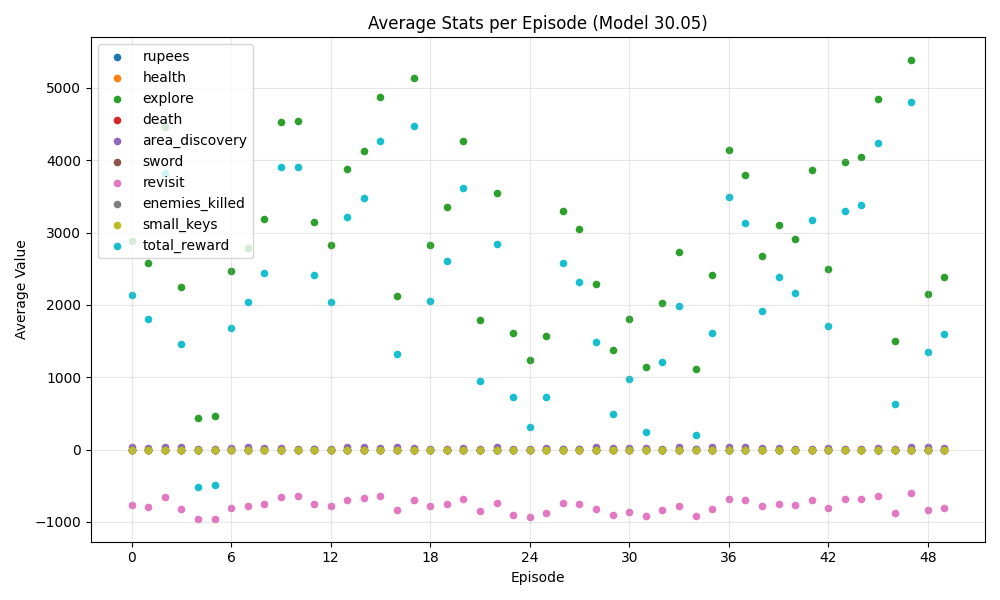 Average Stats per Episode (Model 30.05)
rupees
health
explore
death
area_discovery
sword
revisit
enemies_killed
small_keys
total_reward
Average Value
5000
4000
3000
2000
1000
0
−1000
0 6 12 18 24 30 36 42 48
Episode